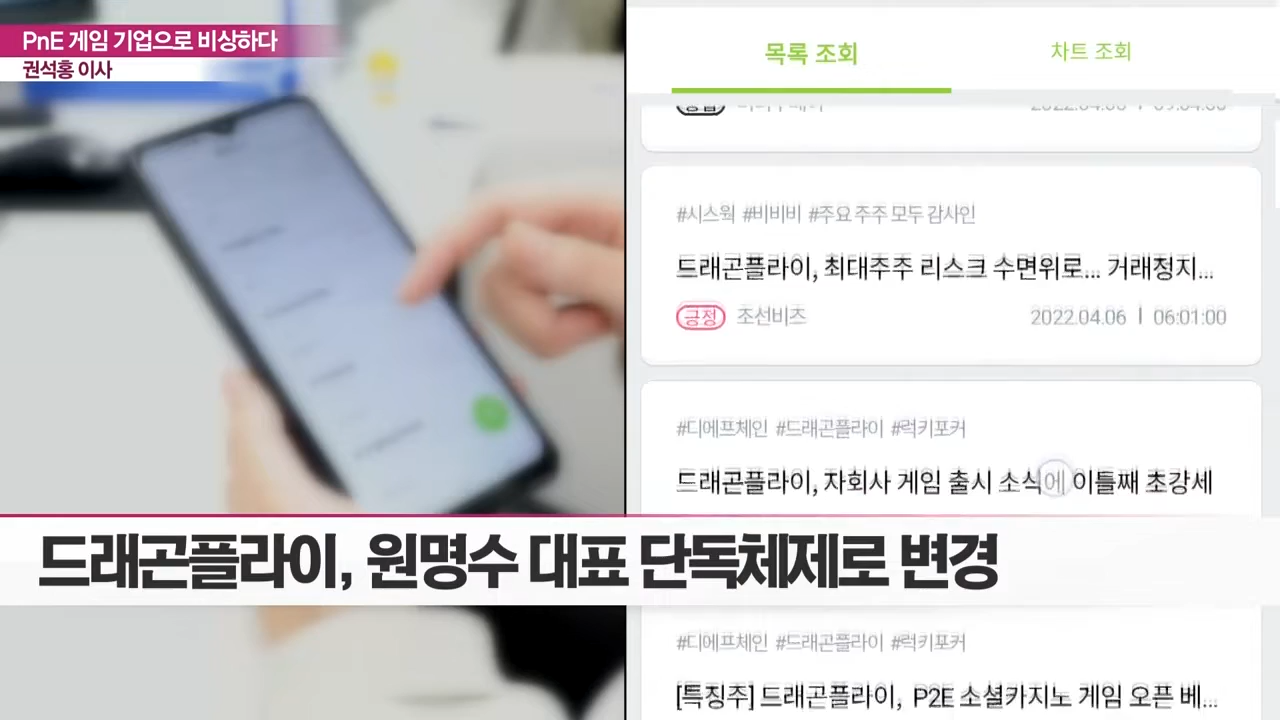 PnE 게임 기업으로 비상하다
권석홍 이사
목록 조회
차트 조회
#시스웍 #비비비 #주요 주주 모두 감사인
드래곤플라이, 최대주주 리스크 수면위로... 거래정지...
긍정 조선비즈 2022.04.06 | 06:01:00
#디에프체인 #드래곤플라이 #럭키포커
드래곤플라이, 자회사 게임 출시 소식에 이틀째 초강세
드래곤플라이, 원명수 대표 단독체제로 변경
#디에프체인 #드래곤플라이 #럭키포커
[특징주] 드래곤플라이, P2E 소셜카지노 게임 오픈 베...